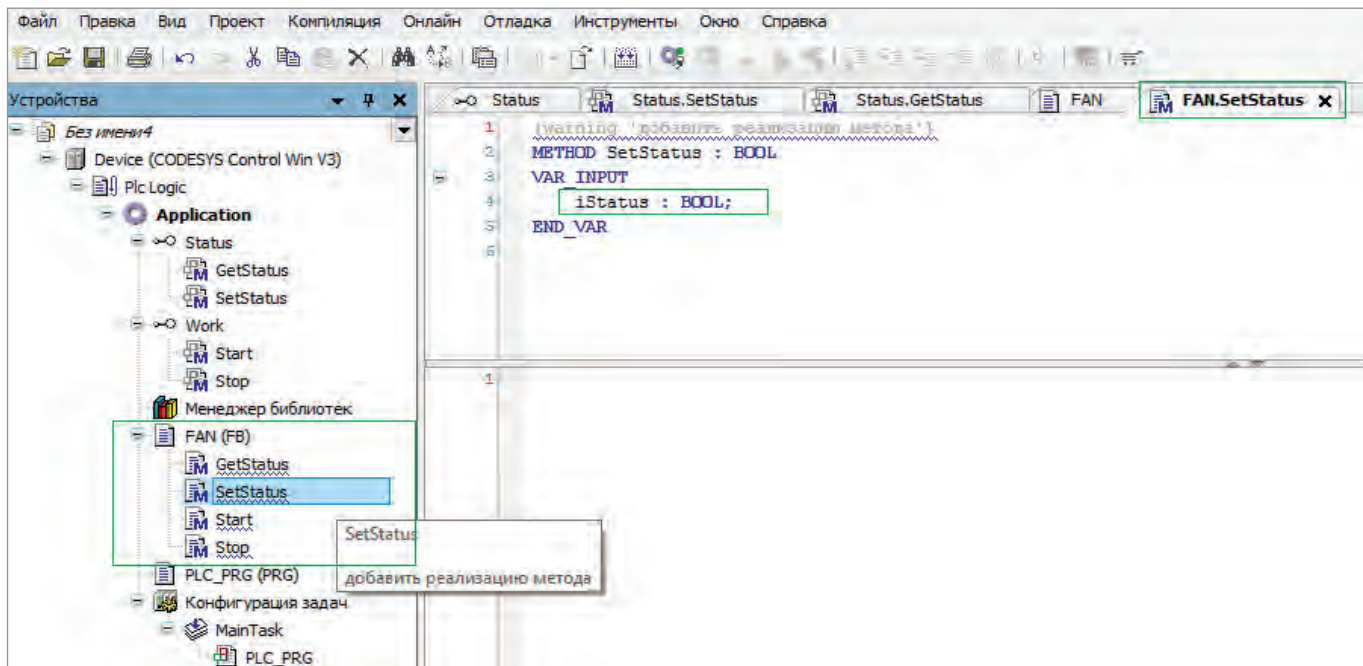 Файл Правка Вид Проект Компиляция Онлайн Отладка Инструменты Окно Справка
Устройства
Без имени4
Device (CODESYS Control Win V3)
Plc Logic
Application
Status
GetStatus
SetStatus
Work
Start
Stop
Менеджер библиотек
FAN (FB)
GetStatus
SetStatus
Start
Stop
PLC_PRG (PRG)
Конфигурация задач
MainTask
PLC_PRG
SetStatus
добавить реализацию метода
Status Status.SetStatus Status.GetStatus FAN FAN.SetStatus
1 {warning 'добавить реализацию метода'}
2 METHOD SetStatus : BOOL
3 VAR_INPUT
4 iStatus : BOOL;
5 END_VAR
6
1